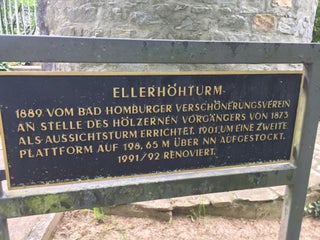 ELLERHÖHTURM
1889 VOM BAD HOMBURGER VERSCHÖNERUNGSVEREIN
AN STELLE DES HÖLZERNEN VORGÄNGERS VON 1873
ALS AUSSICHTSTURM ERRICHTET. 1901, UM EINE ZWEITE
PLATTFORM AUF 198,65 M ÜBER NN AUFGESTOCKT.
1991/92 RENOVIERT.